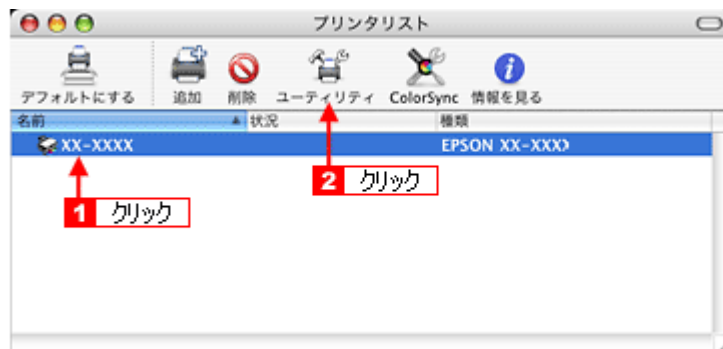 プリンタリスト
デフォルトにする 追加 削除 ユーティリティ ColorSync 情報を見る
名前 状況 種類
XX-XXXX EPSON XX-XXX
2 クリック
1 クリック